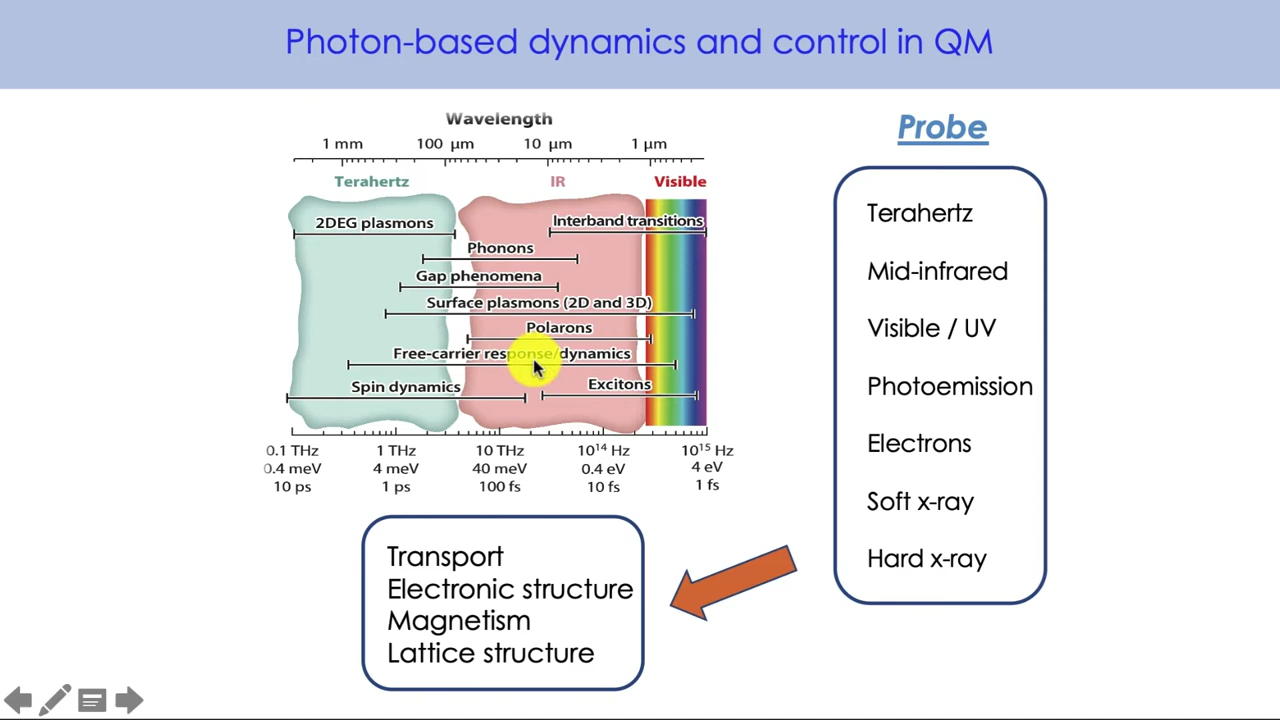 Photon-based dynamics and control in QM
Wavelength
1 mm 100 µm 10 µm 1 µm
Terahertz IR Visible
2DEG plasmons
Interband transitions
Phonons
Gap phenomena
Surface plasmons (2D and 3D)
Polarons
Free-carrier response/dynamics
Spin dynamics
Excitons
0.1 THz 1 THz 10 THz 10¹⁴ Hz 10¹⁵ Hz
0.4 meV 4 meV 40 meV 0.4 eV 4 eV
10 ps 1 ps 100 fs 10 fs 1 fs
Probe
Terahertz
Mid-infrared
Visible / UV
Photoemission
Electrons
Soft x-ray
Hard x-ray
Transport
Electronic structure
Magnetism
Lattice structure